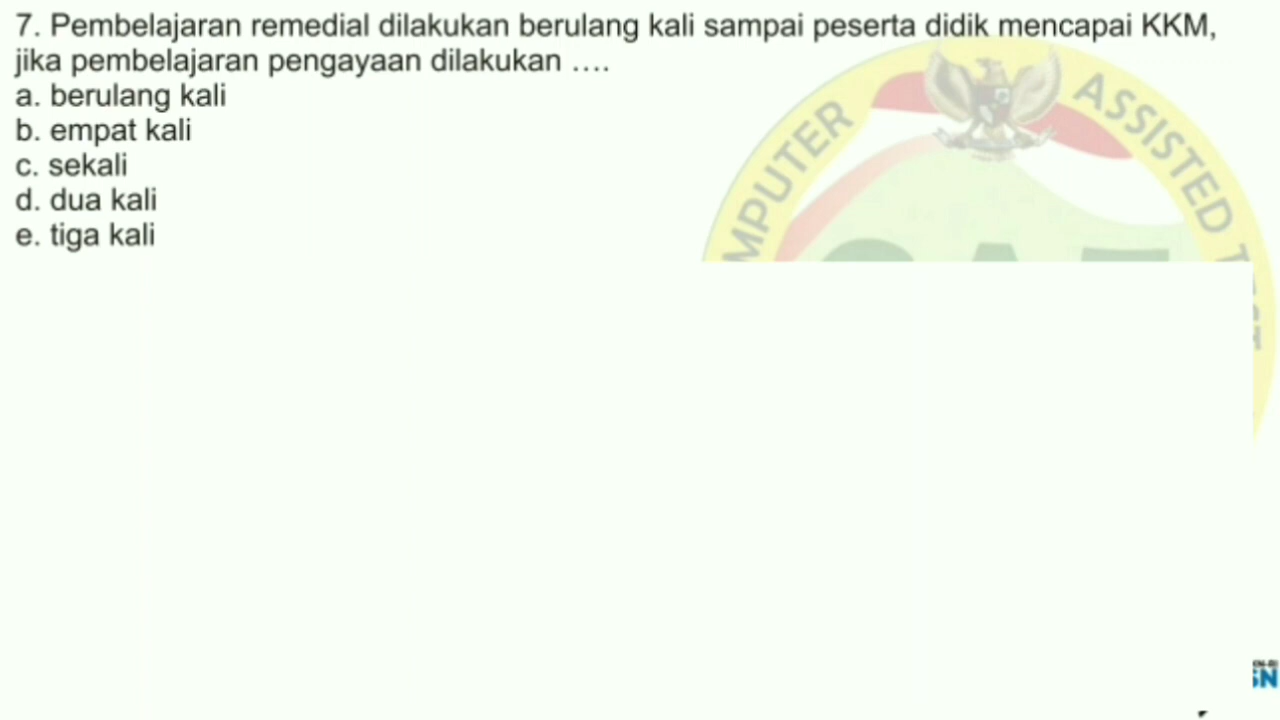 7. Pembelajaran remedial dilakukan berulang kali sampai peserta didik mencapai KKM,
jika pembelajaran pengayaan dilakukan ....
a. berulang kali
b. empat kali
c. sekali
d. dua kali
e. tiga kali
ASSISTED